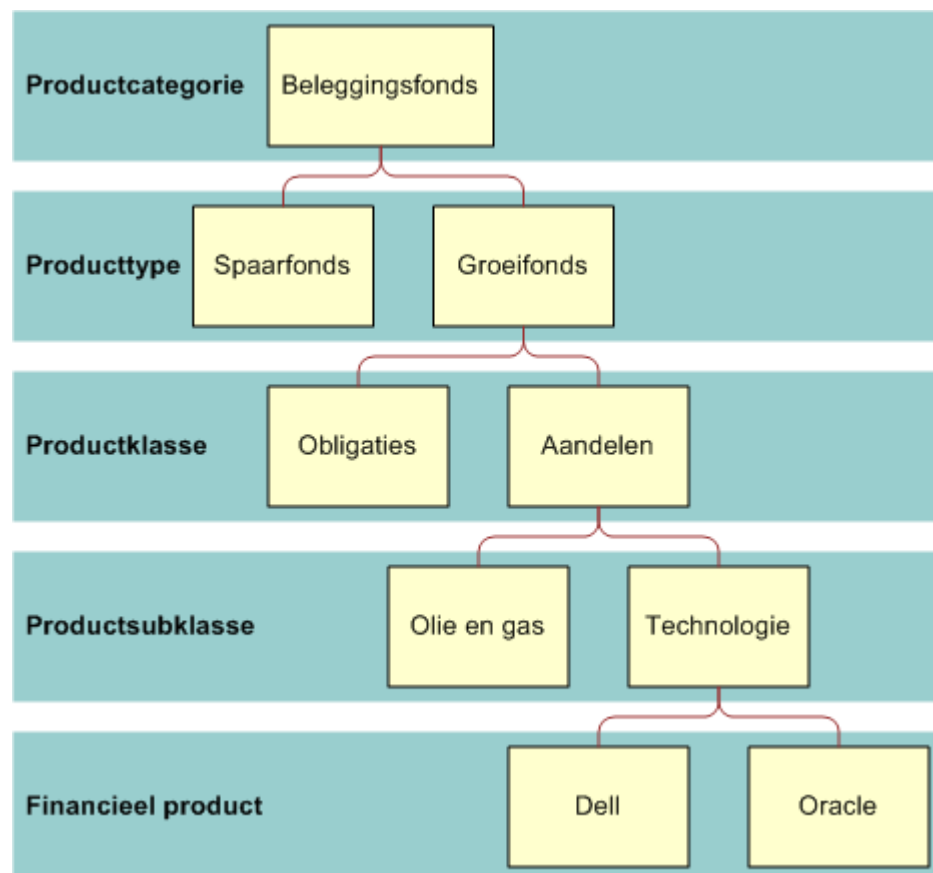 Productcategorie
Beleggingsfonds
Producttype
Spaarfonds
Groeifonds
Productklasse
Obligaties
Aandelen
Productsubklasse
Olie en gas
Technologie
Financieel product
Dell
Oracle